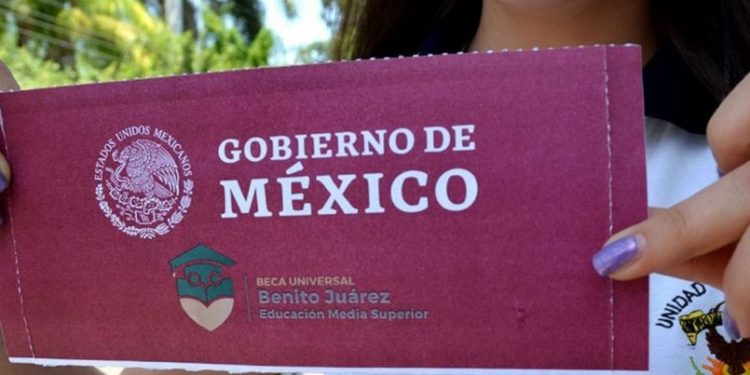 ESTADOS UNIDOS MEXICANOS
GOBIERNO DE
MÉXICO
BECA UNIVERSAL
Benito Juárez
Educación Media Superior
UNIDAD